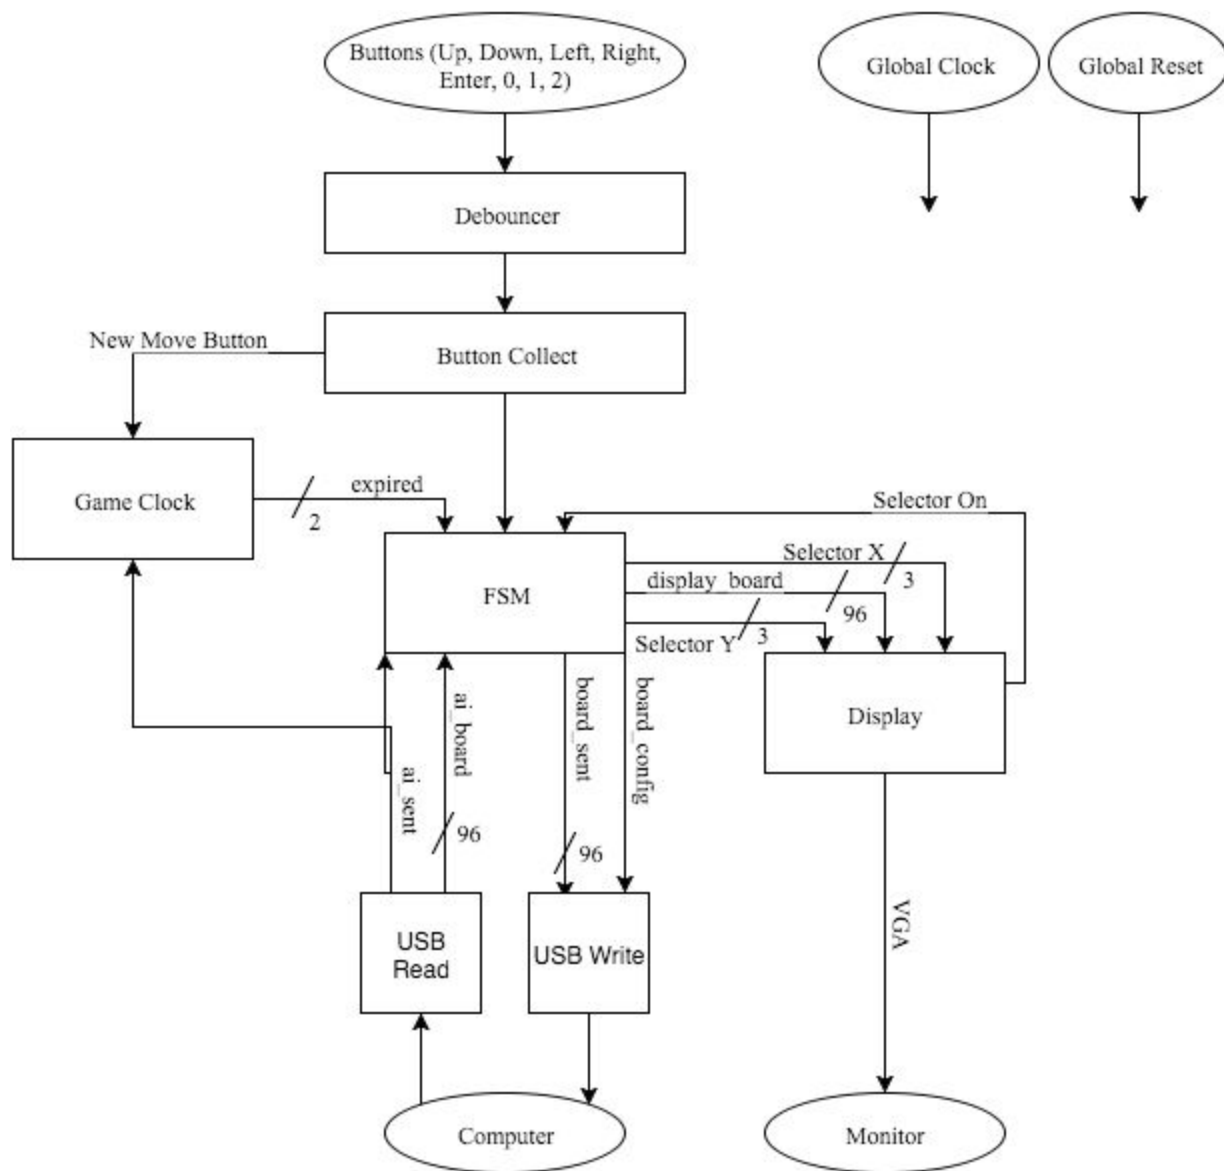 Buttons (Up, Down, Left, Right,
Enter, 0, 1, 2)
Global Clock
Global Reset
Debouncer
New Move Button
Button Collect
Game Clock
expired
2
Selector On
FSM
Selector X
3
display_board
96
Selector Y
3
Display
ai_sent
ai_board
96
board_sent
96
board_config
VGA
USB
Read
USB Write
Computer
Monitor